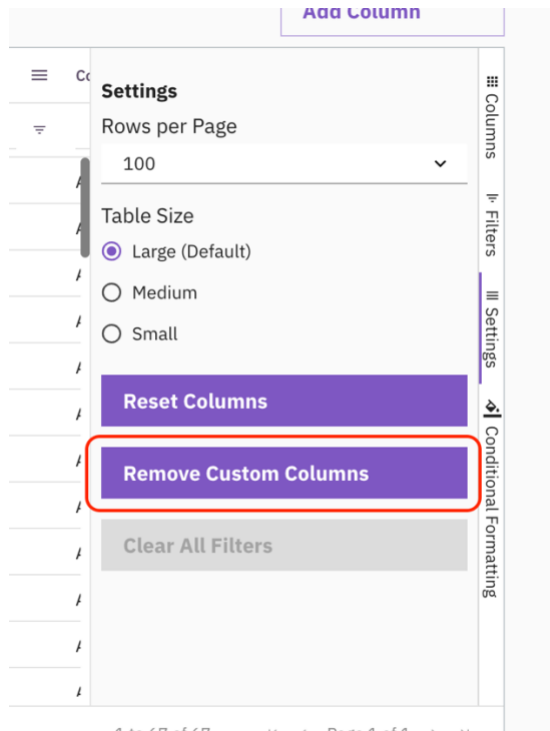 Add Column
Settings
Rows per Page
100
Table Size
Large (Default)
Medium
Small
Reset Columns
Remove Custom Columns
Clear All Filters
Columns
Filters
Settings
Conditional Formatting